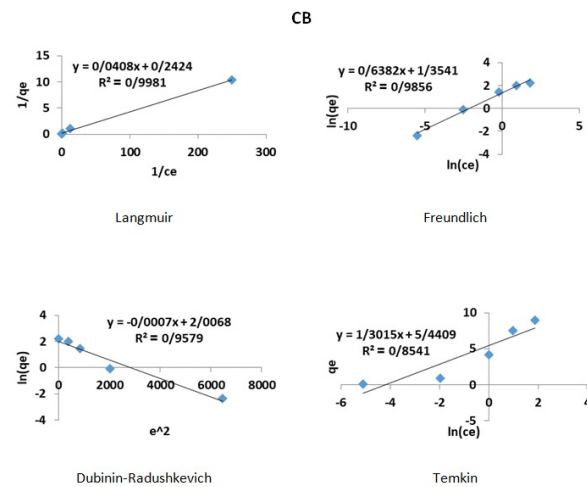 CB
15
10
5
0
0
100
200
300
1/qe
1/ce
y = 0/0408x + 0/2424
R² = 0/9981
Langmuir
4
2
0
-2
-4
-10
-5
0
5
ln(qe)
ln(ce)
y = 0/6382x + 1/3541
R² = 0/9856
Freundlich
4
2
0
-2
-4
0
2000
4000
6000
8000
ln(qe)
e^2
y = -0/0007x + 2/0068
R² = 0/9579
Dubinin-Radushkevich
10
5
0
-5
-6
-4
-2
0
2
4
qe
ln(ce)
y = 1/3015x + 5/4409
R² = 0/8541
Temkin